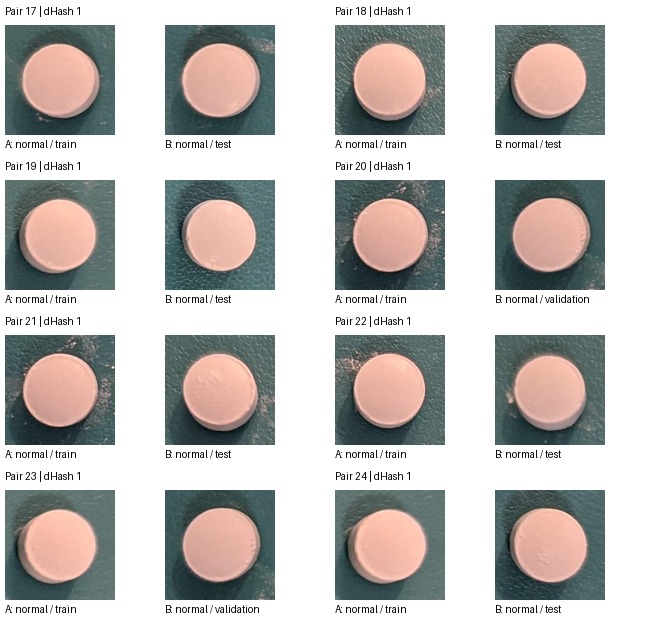 Pair 17 | dHash 1
Pair 18 | dHash 1
A: normal / train
B: normal / test
A: normal / train
B: normal / test
Pair 19 | dHash 1
Pair 20 | dHash 1
A: normal / train
B: normal / test
A: normal / train
B: normal / validation
Pair 21 | dHash 1
Pair 22 | dHash 1
A: normal / train
B: normal / test
A: normal / train
B: normal / test
Pair 23 | dHash 1
Pair 24 | dHash 1
A: normal / train
B: normal / validation
A: normal / train
B: normal / test